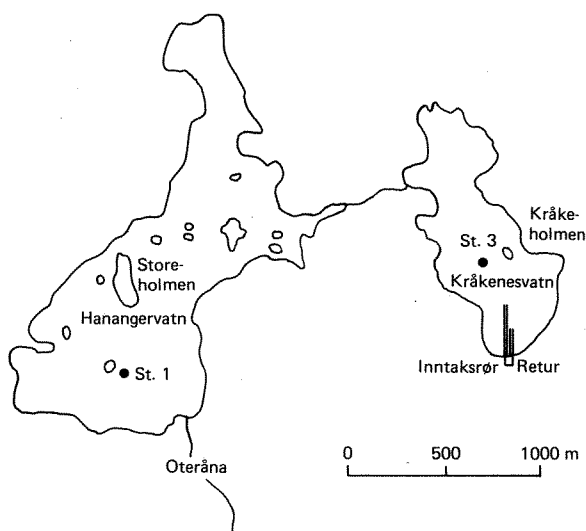 Kråke-
holmen
St. 3
Store-
holmen
Kråkenesvatn
Hanangervatn
Inntaksrør
Retur
St. 1
0 500 1000 m
Oteråna